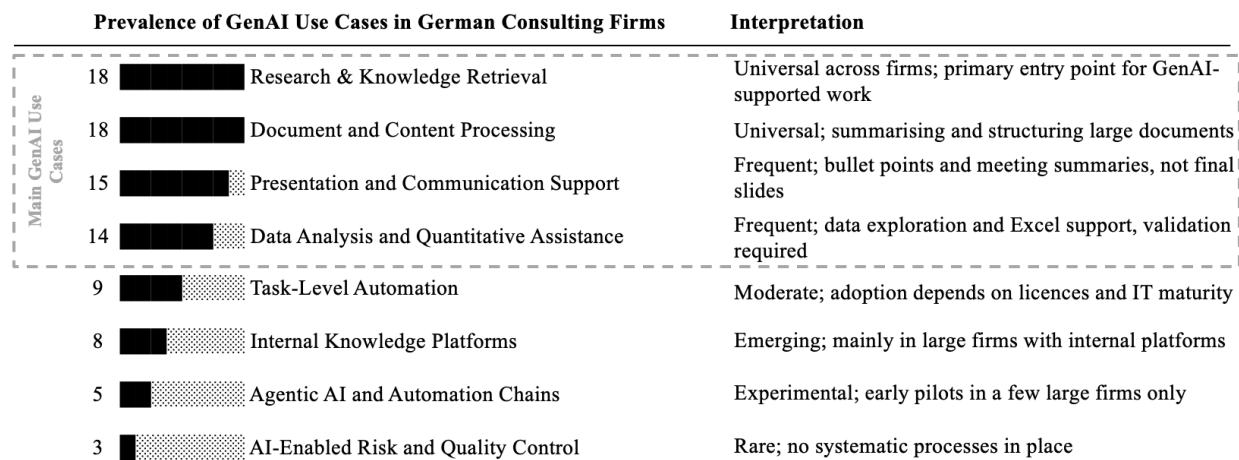 Prevalence of GenAI Use Cases in German Consulting Firms Interpretation
Main GenAI Use
Cases
18 Research & Knowledge Retrieval Universal across firms; primary entry point for GenAI-
supported work
18 Document and Content Processing Universal; summarising and structuring large documents
15 Presentation and Communication Support Frequent; bullet points and meeting summaries, not final
slides
14 Data Analysis and Quantitative Assistance Frequent; data exploration and Excel support, validation
required
9 Task-Level Automation Moderate; adoption depends on licences and IT maturity
8 Internal Knowledge Platforms Emerging; mainly in large firms with internal platforms
5 Agentic AI and Automation Chains Experimental; early pilots in a few large firms only
3 AI-Enabled Risk and Quality Control Rare; no systematic processes in place